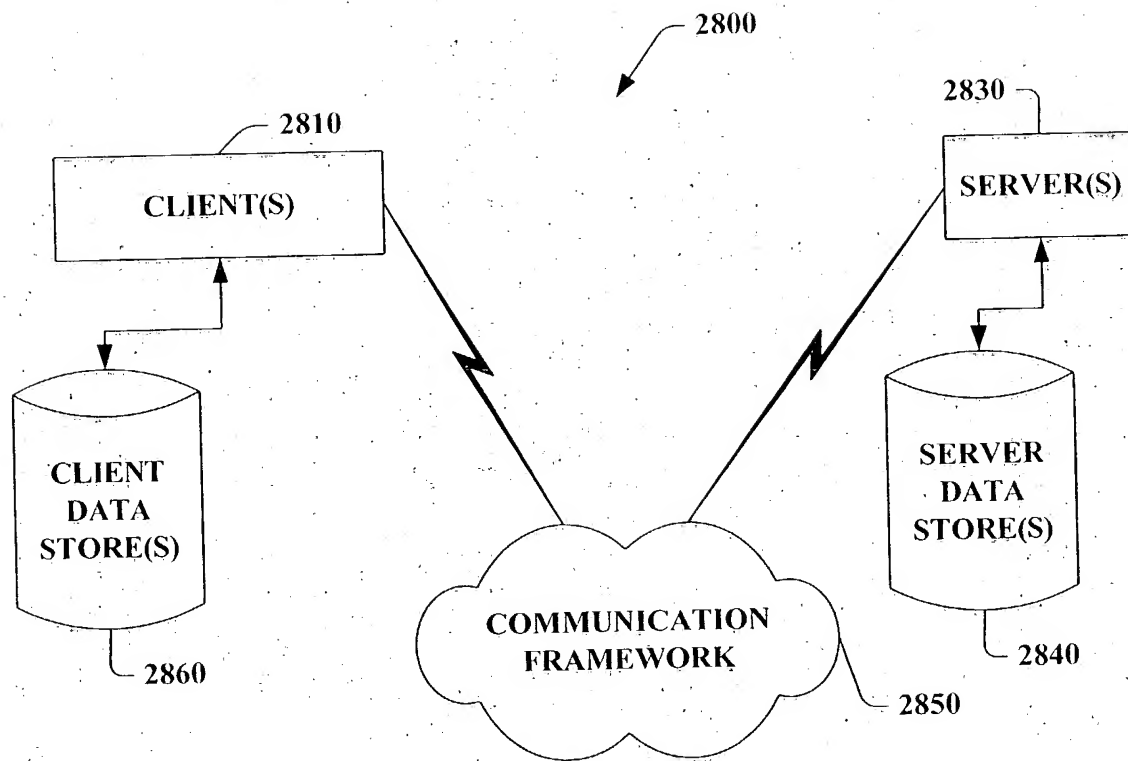 2800
2810
2830
CLIENT(S)
SERVER(S)
CLIENT
DATA
STORE(S)
SERVER
DATA
STORE(S)
COMMUNICATION
FRAMEWORK
2860
2840
2850